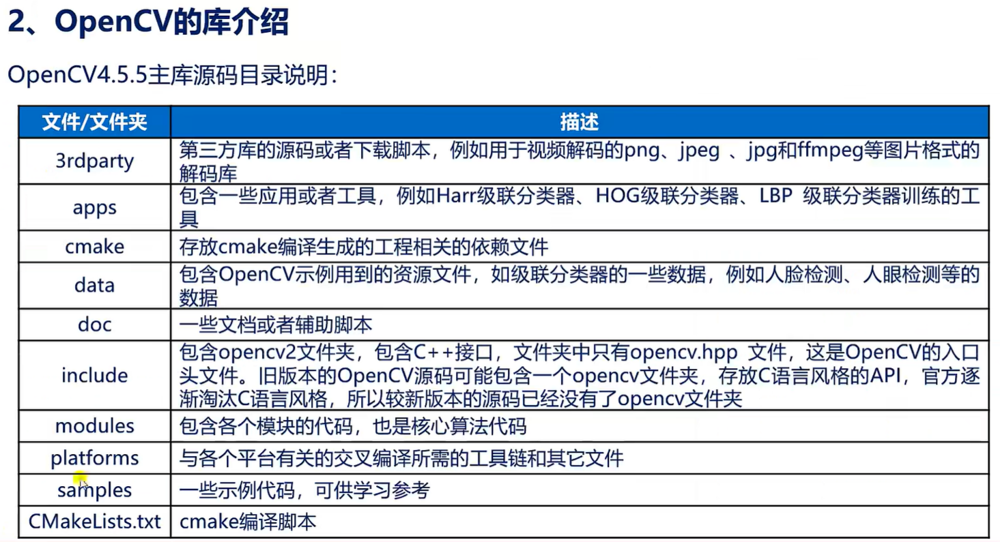 2、OpenCV的库介绍
OpenCV4.5.5主库源码目录说明：
文件/文件夹 描述
3rdparty
第三方库的源码或者下载脚本，例如用于视频解码的png、jpeg 、jpg和ffmpeg等图片格式的
解码库
apps
包含一些应用或者工具，例如Harr级联分类器、HOG级联分类器、LBP 级联分类器训练的工
具
cmake 存放cmake编译生成的工程相关的依赖文件
data
包含OpenCV示例用到的资源文件，如级联分类器的一些数据，例如人脸检测、人眼检测等的
数据
doc 一些文档或者辅助脚本
include
包含opencv2文件夹，包含C++接口，文件夹中只有opencv.hpp 文件，这是OpenCV的入口
头文件。旧版本的OpenCV源码可能包含一个opencv文件夹，存放C语言风格的API，官方逐
渐淘汰C语言风格，所以较新版本的源码已经没有了opencv文件夹
modules 包含各个模块的代码，也是核心算法代码
platforms 与各个平台有关的交叉编译所需的工具链和其它文件
samples 一些示例代码，可供学习参考
CMakeLists.txt cmake编译脚本